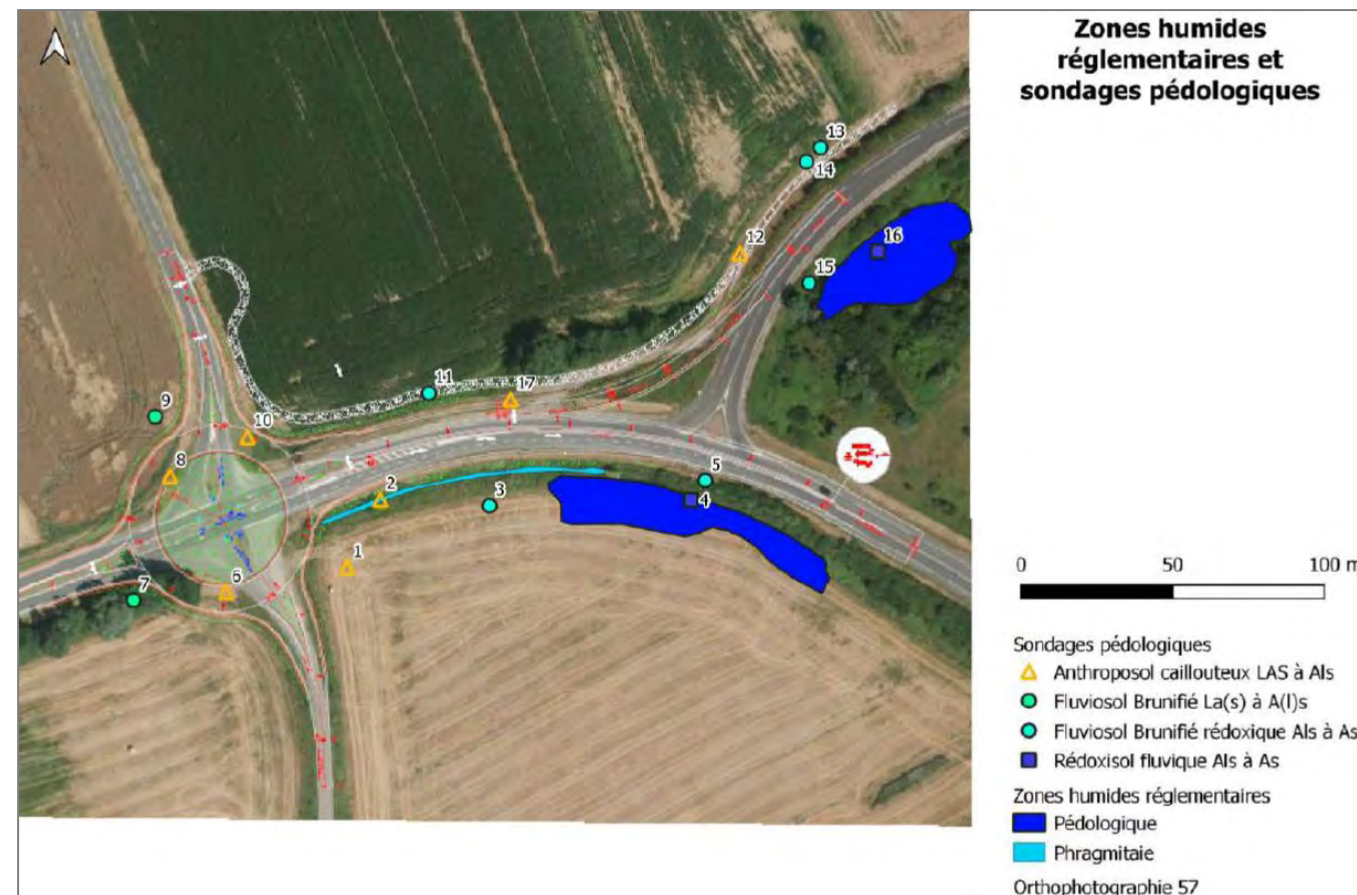 Zones humides
réglementaires et
sondages pédologiques
13
14
12
16
15
11
17
9
10
8
2
3
5
4
1
7
6
0 50 100 m
Sondages pédologiques
Anthroposol caillouteux LAS à Als
Fluviosol Brunifié La(s) à A(l)s
Fluviosol Brunifié rédoxique Als à As
Rédoxisol fluvique Als à As
Zones humides réglementaires
Pédologique
Phragmitaie
Orthophotographie 57